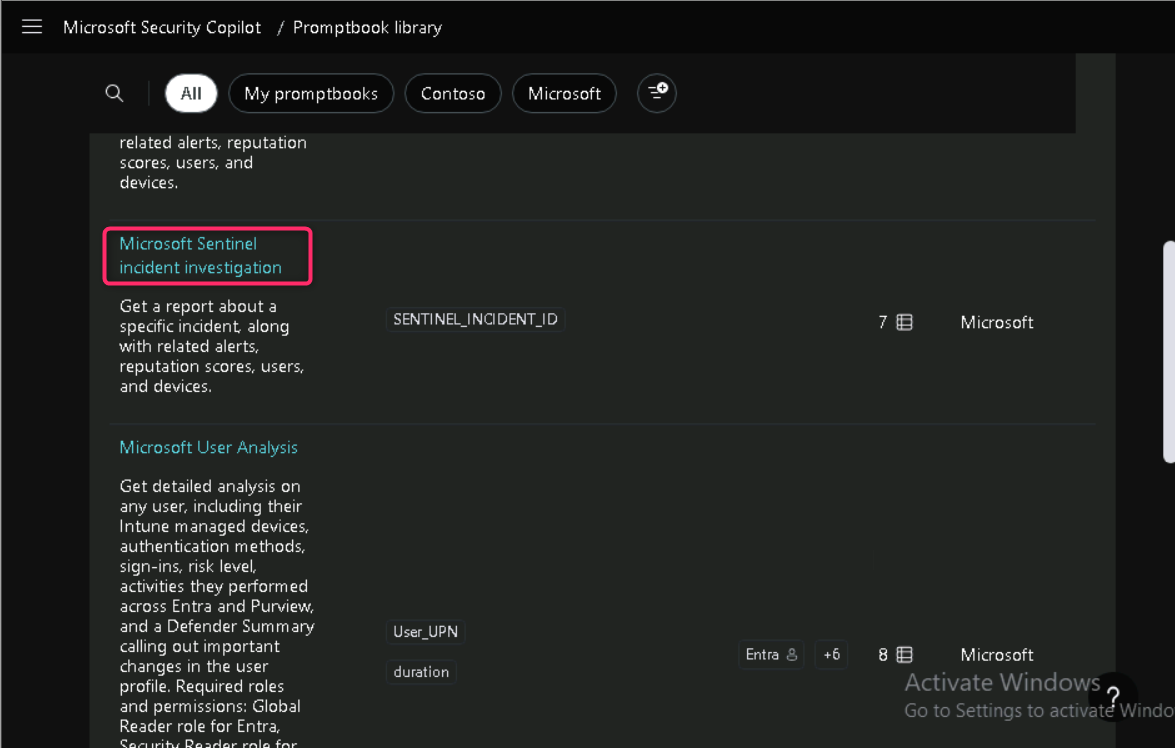 Microsoft Security Copilot / Promptbook library
All
My promptbooks
Contoso
Microsoft
related alerts, reputation
scores, users, and
devices.
Microsoft Sentinel
incident investigation
Get a report about a
specific incident, along
with related alerts,
reputation scores, users,
and devices.
SENTINEL_INCIDENT_ID
7
Microsoft
Microsoft User Analysis
Get detailed analysis on
any user, including their
Intune managed devices,
authentication methods,
sign-ins, risk level,
activities they performed
across Entra and Purview,
and a Defender Summary
calling out important
changes in the user
profile. Required roles
and permissions: Global
Reader role for Entra,
Security Reader role for
User_UPN
duration
Entra
+6
8
Microsoft
Activate Windows
Go to Settings to activate Windo
?